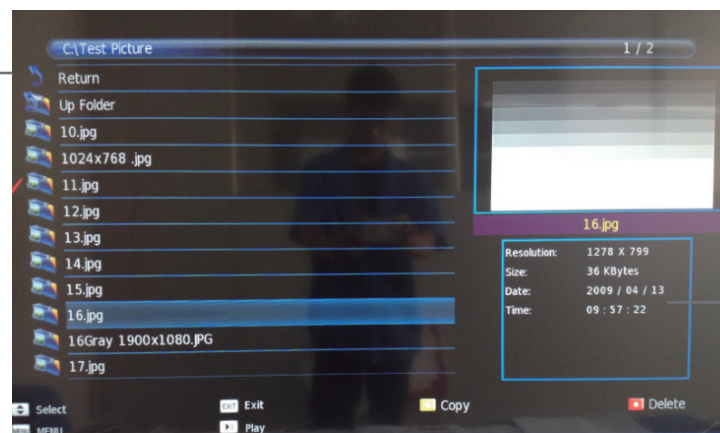 C:\Test Picture 1 / 2
Return
Up Folder
10.jpg
1024x768 .jpg
11.jpg
12.jpg
13.jpg
14.jpg
15.jpg
16.jpg
16Gray 1900x1080.JPG
17.jpg
16.jpg
Resolution: 1278 X 799
Size: 36 KBytes
Date: 2009 / 04 / 13
Time: 09 : 57 : 22
Select EXIT Exit Copy Delete
MENU MENU Play